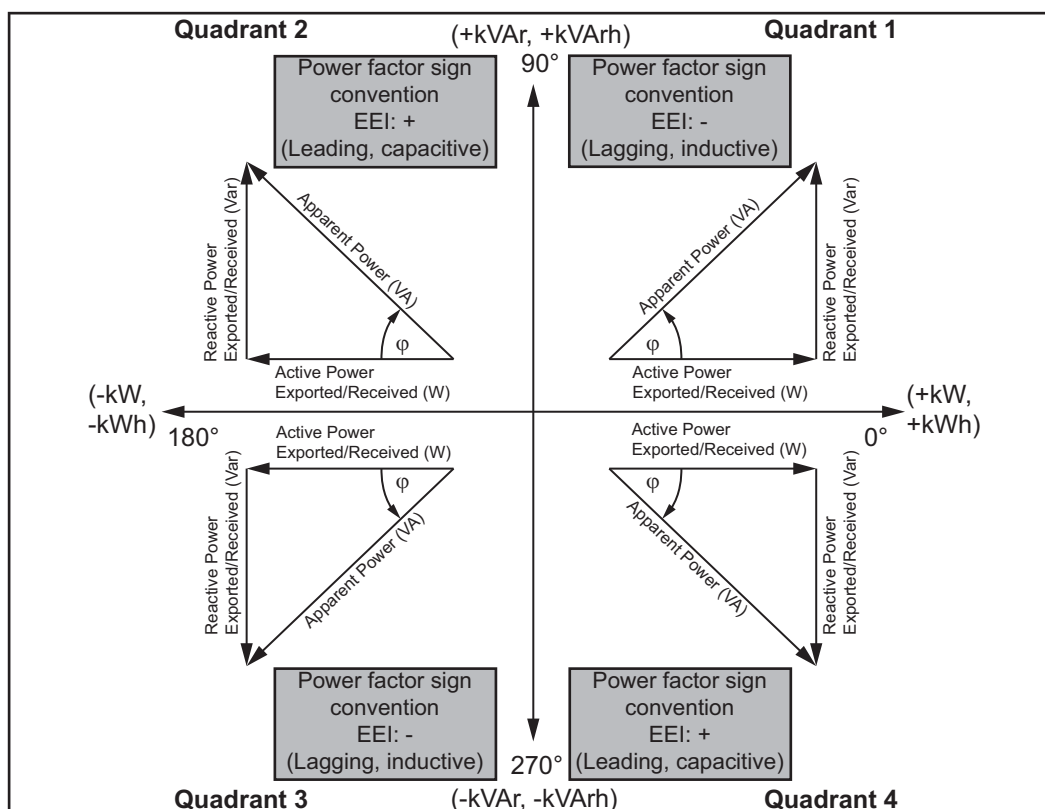 Quadrant 2
(+kVAr, +kVArh)
Quadrant 1
90°
Power factor sign
convention
EEI: +
(Leading, capacitive)
Power factor sign
convention
EEI: -
(Lagging, inductive)
Reactive Power
Exported/Received (Var)
Apparent Power (VA)
φ
Active Power
Exported/Received (W)
Apparent Power (VA)
φ
Reactive Power
Exported/Received (Var)
Active Power
Exported/Received (W)
(-kW,
-kWh)
180°
(+kW,
+kWh)
0°
Active Power
Exported/Received (W)
φ
Reactive Power
Exported/Received (Var)
Apparent Power (VA)
Active Power
Exported/Received (W)
φ
Apparent Power (VA)
Reactive Power
Exported/Received (Var)
Power factor sign
convention
EEI: -
(Lagging, inductive)
Power factor sign
convention
EEI: +
(Leading, capacitive)
270°
Quadrant 3
(-kVAr, -kVArh)
Quadrant 4